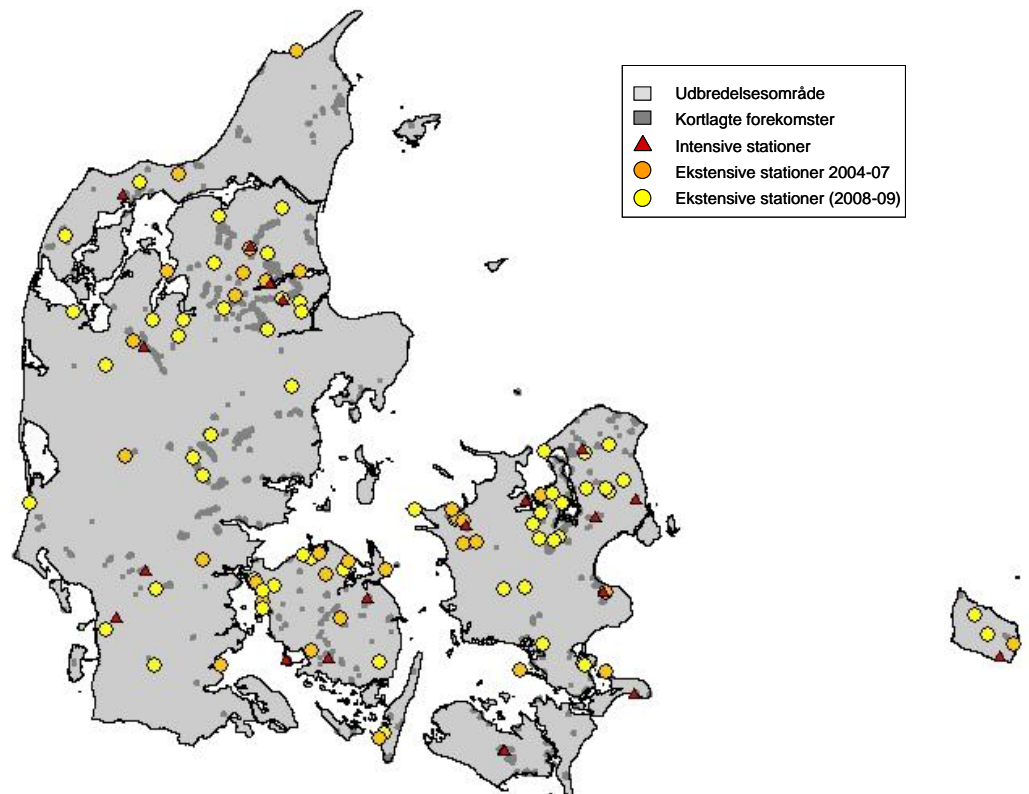 Udbredelsesområde
Kortlagte forekomster
Intensive stationer
Ekstensive stationer 2004-07
Ekstensive stationer (2008-09)